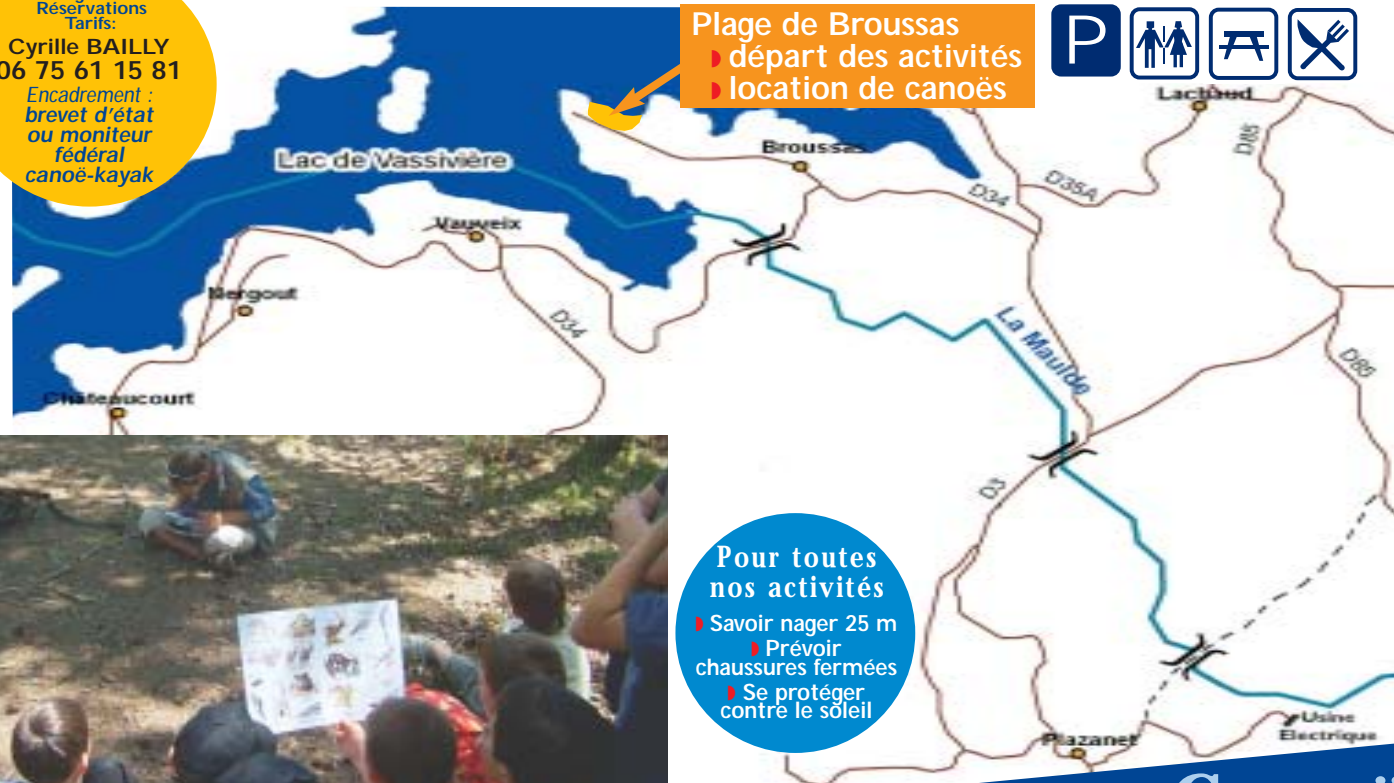 Réservations
Tarifs:
Cyrille BAILLY
06 75 61 15 81
Encadrement :
brevet d'état
ou moniteur
fédéral
canoë-kayak
Plage de Broussas
départ des activités
location de canoës
P
Lachaud
D85
Broussas
Lac de Vassivière
D35A
D34
Vauveix
Nergout
D34
La Maulde
D85
Châteaucourt
D3
Pour toutes
nos activités
Savoir nager 25 m
Prévoir
chaussures fermées
Se protéger
contre le soleil
Usine
Electrique
Plazanet